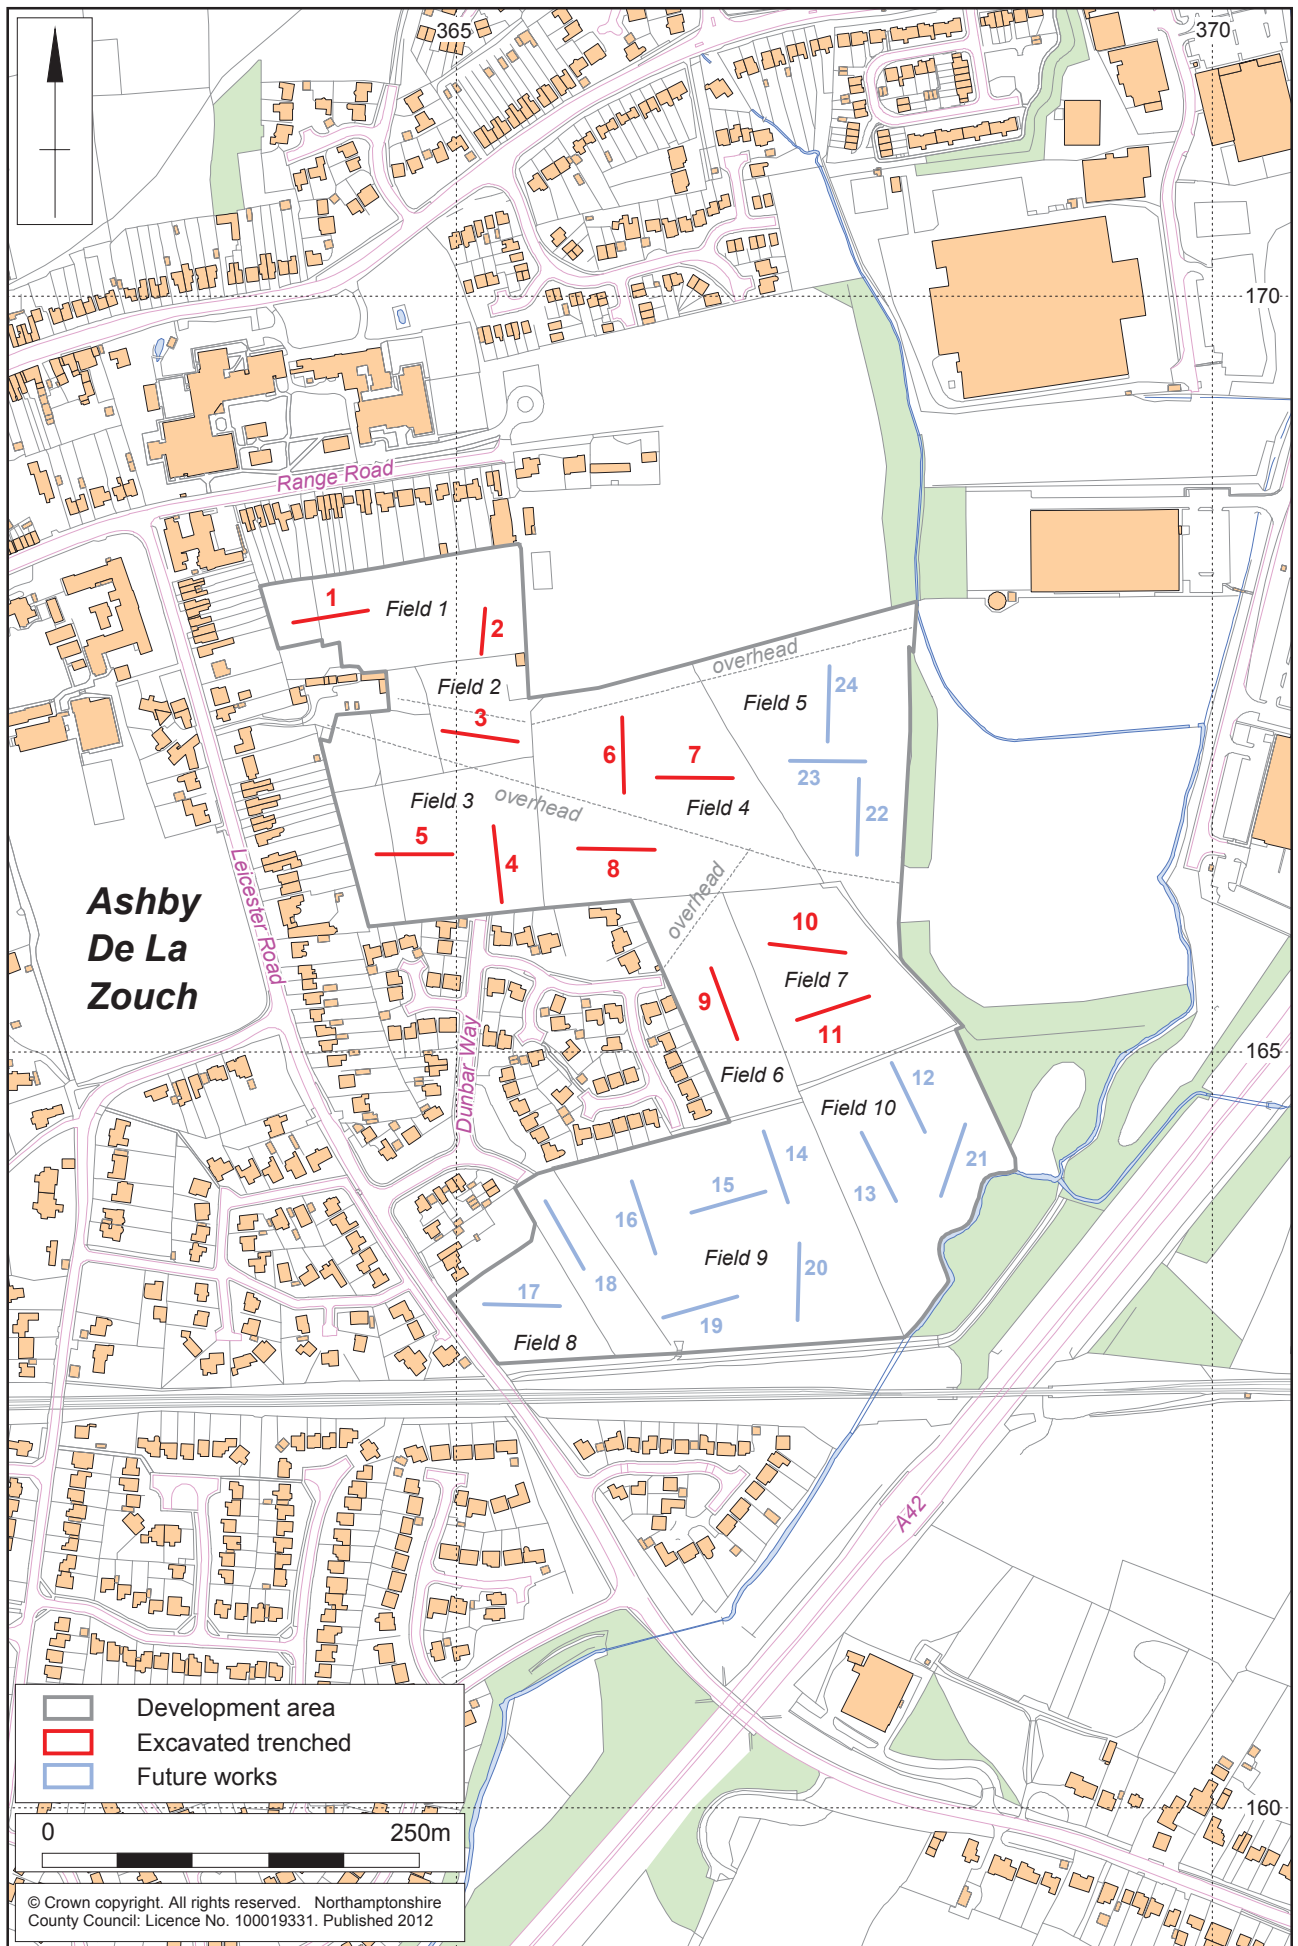 365
370
170
Range Road
1
Field 1
2
overhead
Field 2
24
Field 5
3
6
7
23
Field 3
overhead
Field 4
22
5
4
8
Leicester Road
overhead
Ashby
De La
Zouch
10
Field 7
9
11
Dunbar Way
165
Field 6
12
Field 10
14
21
15
13
16
Field 9
20
18
17
19
Field 8
A42
Development area
Excavated trenched
Future works
160
0 250m
© Crown copyright. All rights reserved. Northamptonshire
County Council: Licence No. 100019331. Published 2012